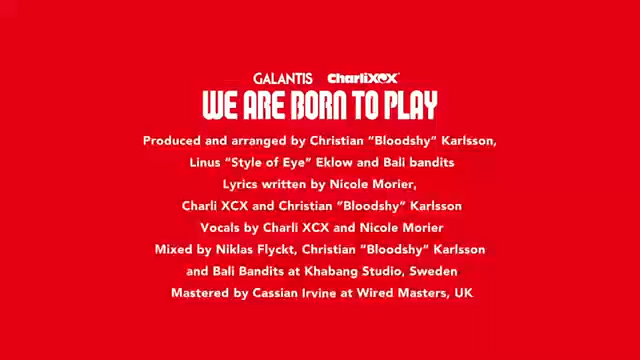 GALANTIS CharliXCX
WE ARE BORN TO PLAY
Produced and arranged by Christian “Bloodshy” Karlsson,
Linus “Style of Eye” Eklow and Bali bandits
Lyrics written by Nicole Morier,
Charli XCX and Christian “Bloodshy” Karlsson
Vocals by Charli XCX and Nicole Morier
Mixed by Niklas Flyckt, Christian “Bloodshy” Karlsson
and Bali Bandits at Khabang Studio, Sweden
Mastered by Cassian Irvine at Wired Masters, UK